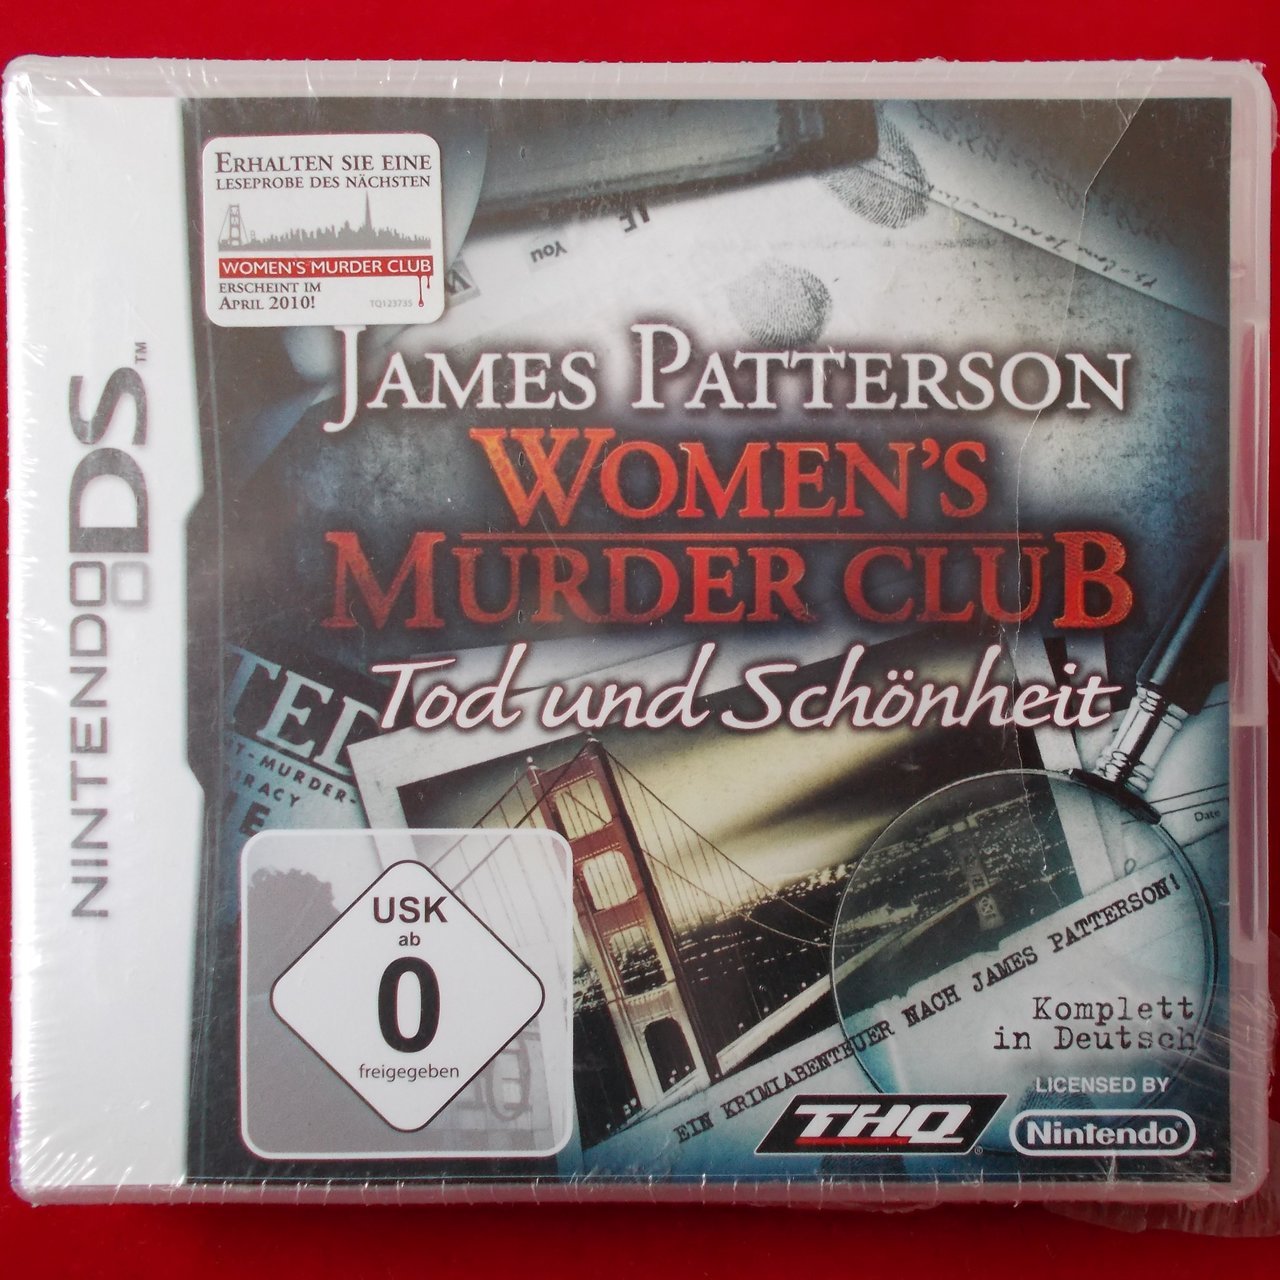 ERHALTEN SIE EINE
LESEPROBE DES NÄCHSTEN
WOMEN'S MURDER CLUB
ERSCHEINT IM
APRIL 2010!
TQ123735
You
NINTENDO DS™
JAMES PATTERSON
WOMEN'S
MURDER CLUB
Tod und Schönheit
-MURDER-
Date
USK
ab
0
freigegeben
EIN KRIMIABENTEUER NACH JAMES PATTERSON!
Komplett
in Deutsch
LICENSED BY
THQ
Nintendo®